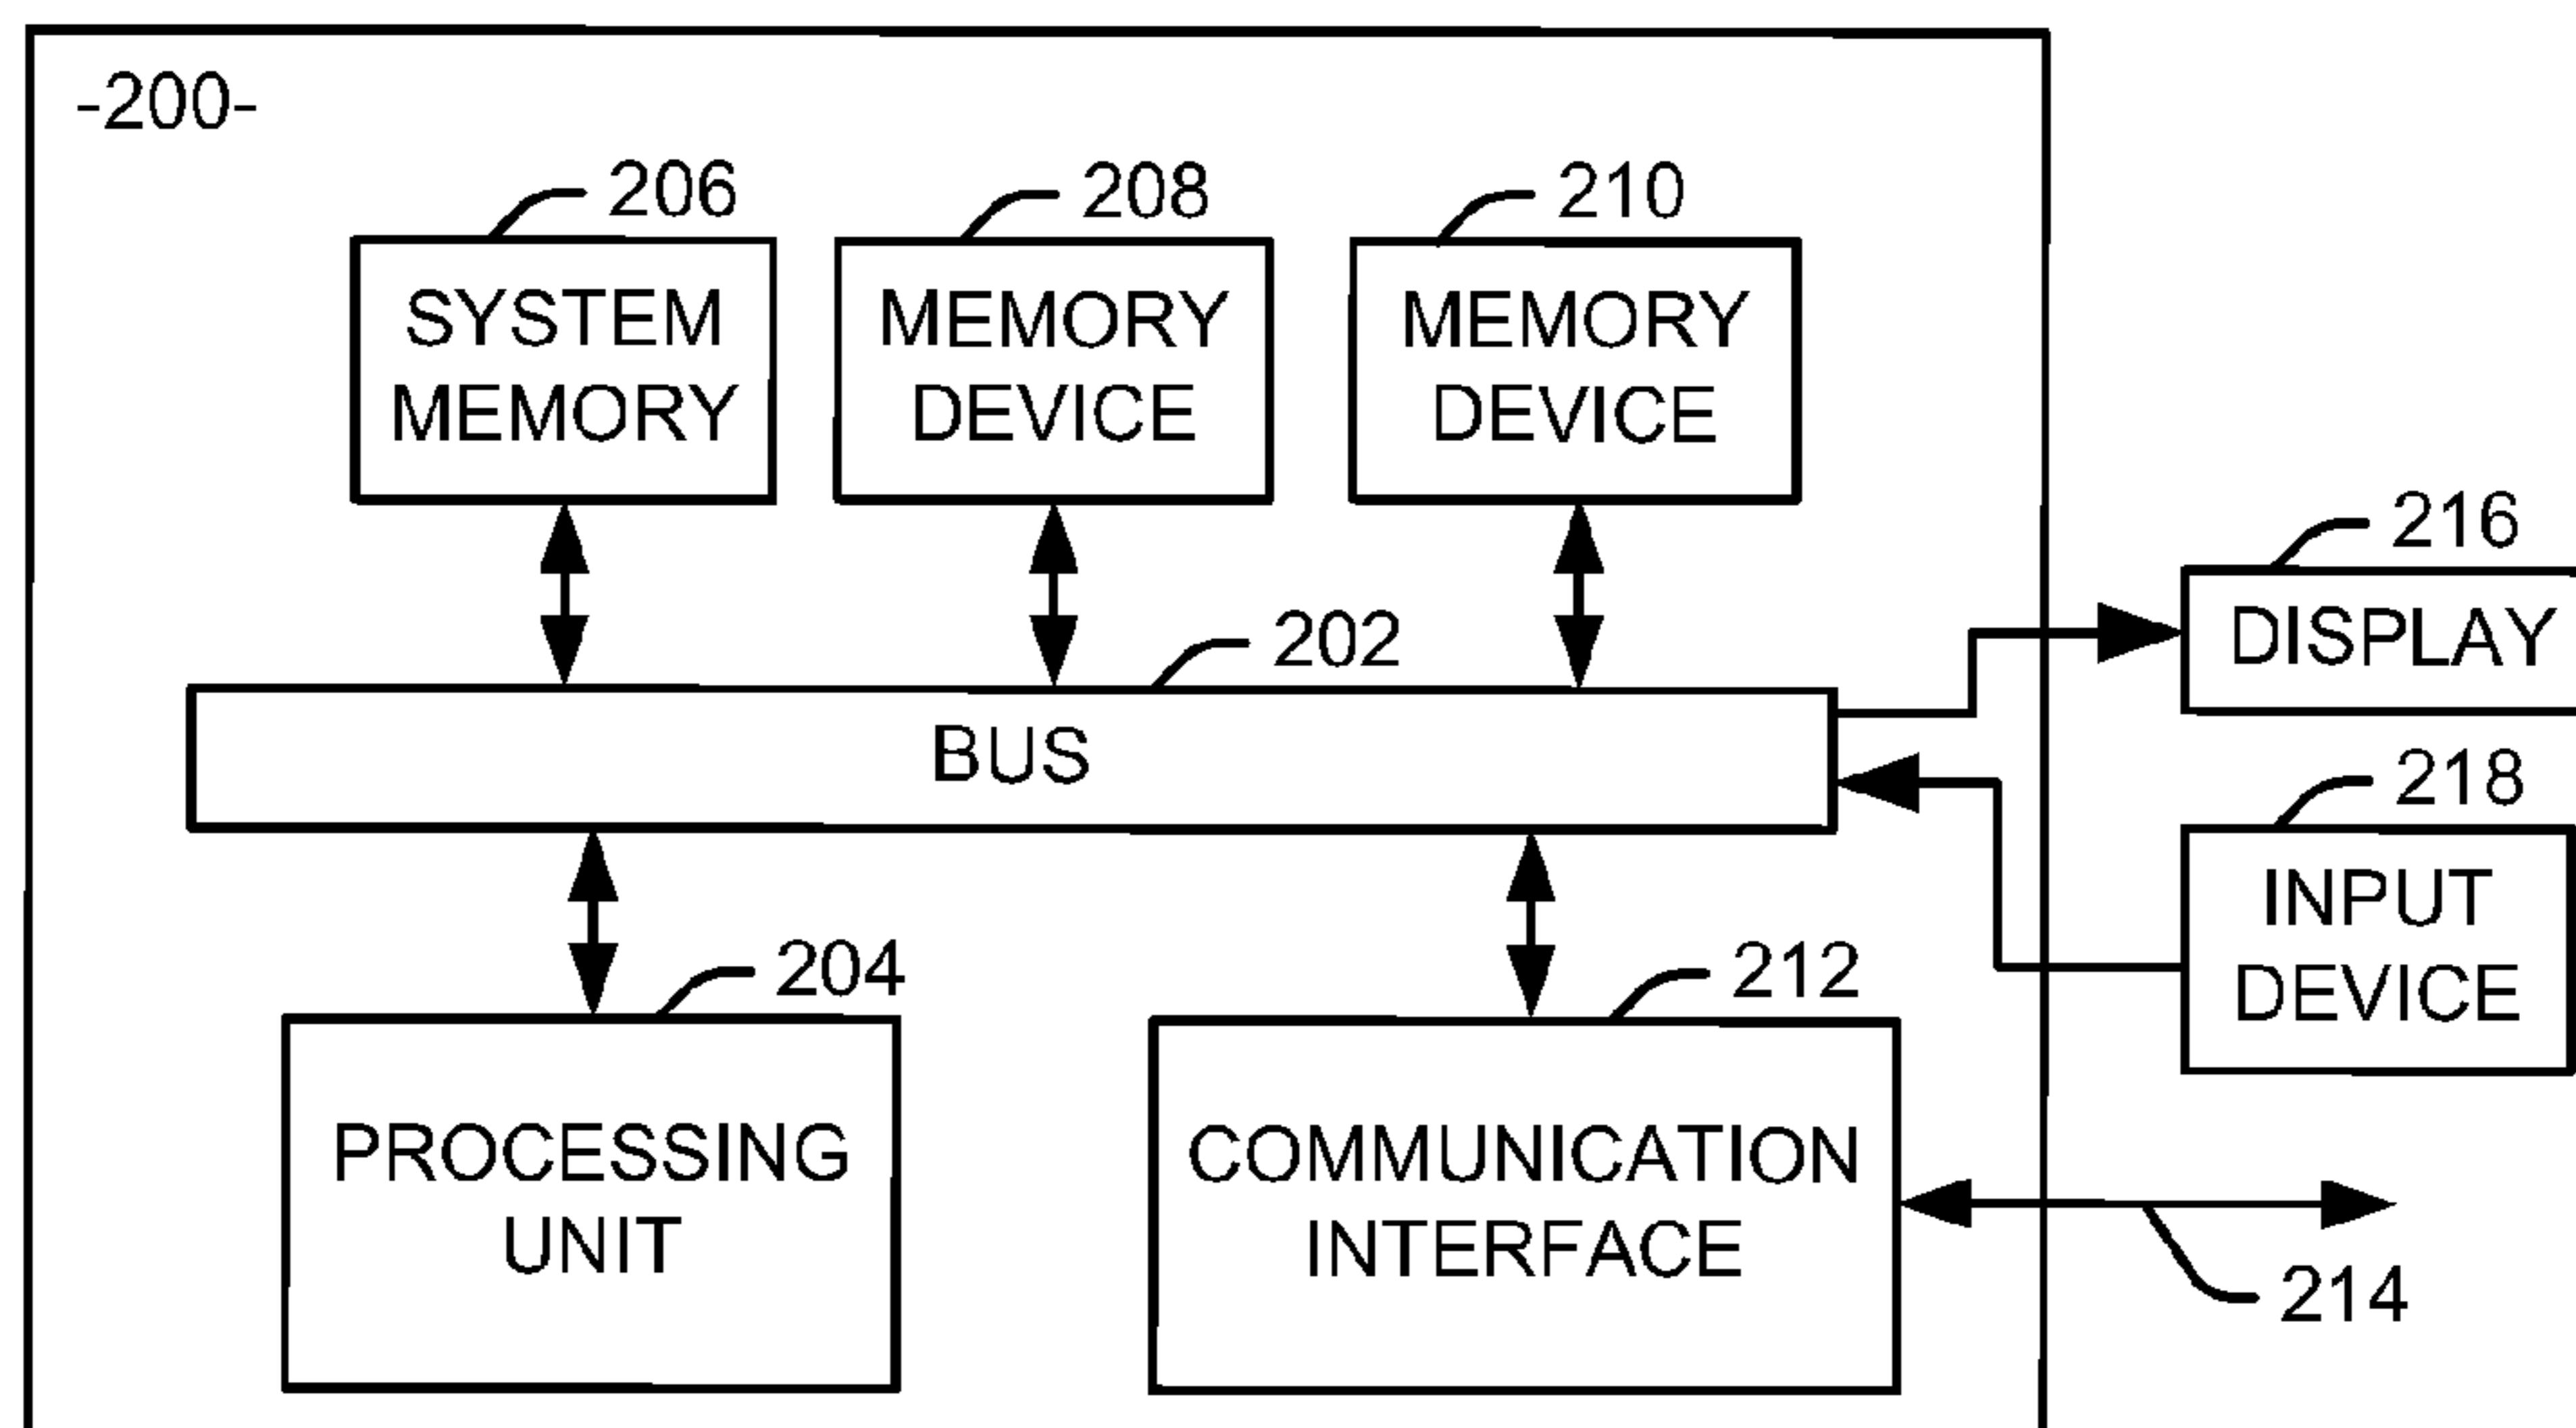 -200-
206
208
210
SYSTEM
MEMORY
MEMORY
DEVICE
MEMORY
DEVICE
216
DISPLAY
202
BUS
218
INPUT
DEVICE
204
212
PROCESSING
UNIT
COMMUNICATION
INTERFACE
214